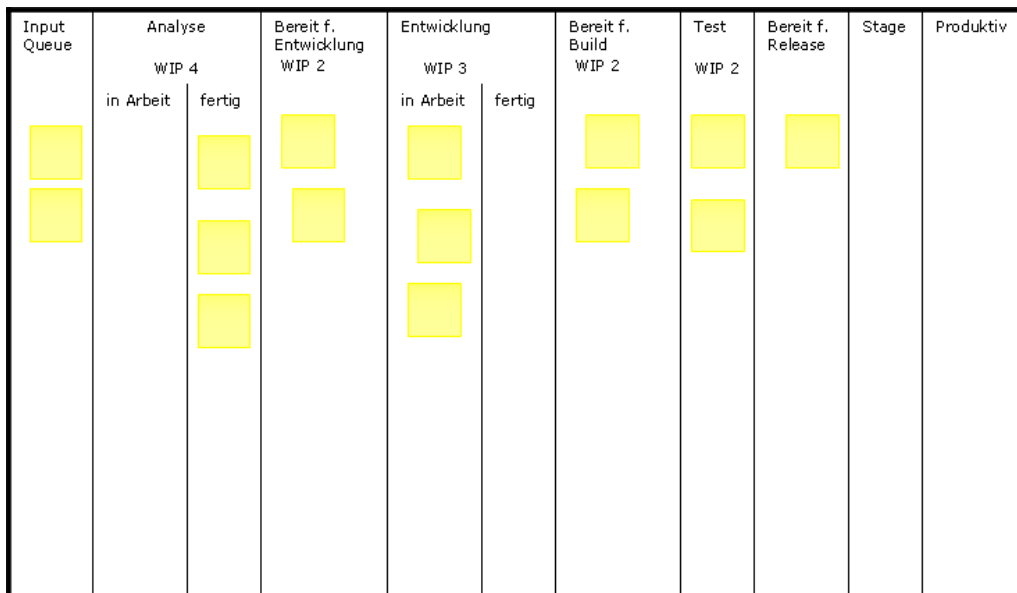 Input
Queue
Analyse
WIP 4
in Arbeit
fertig
Bereit f.
Entwicklung
WIP 2
Entwicklung
WIP 3
in Arbeit
fertig
Bereit f.
Build
WIP 2
Test
WIP 2
Bereit f.
Release
Stage
Produktiv